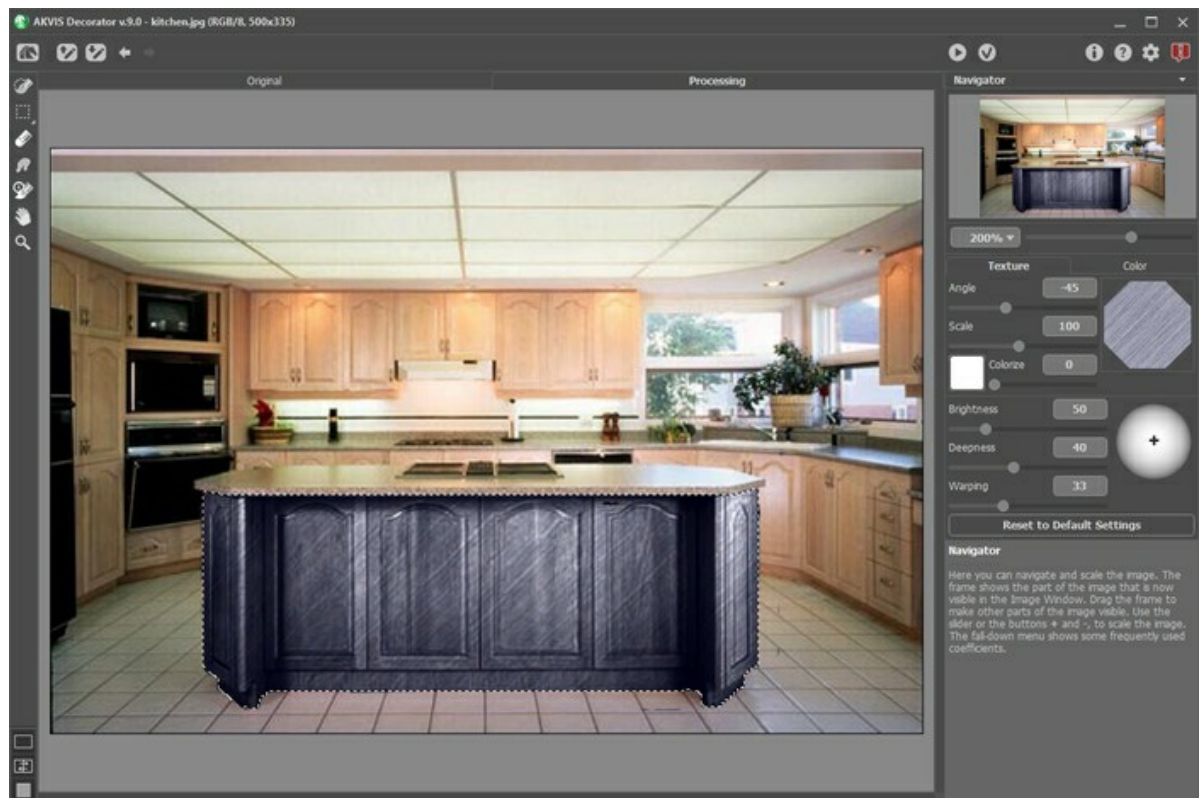 AKVIS Decorator v.9.0 - kitchen.jpg (RGB/8, 500x335)
Original
Processing
Navigator
200%
Texture
Color
Angle
-45
Scale
100
Colorize
0
Brightness
50
Deepness
40
Warping
33
Reset to Default Settings
Navigator
Here you can navigate and scale the image. The
frame shows the part of the image that is now
visible in the Image Window. Drag the frame to
make other parts of the image visible. Use the
slider or the buttons + and -, to scale the image.
The fall-down menu shows some frequently used
coefficients.